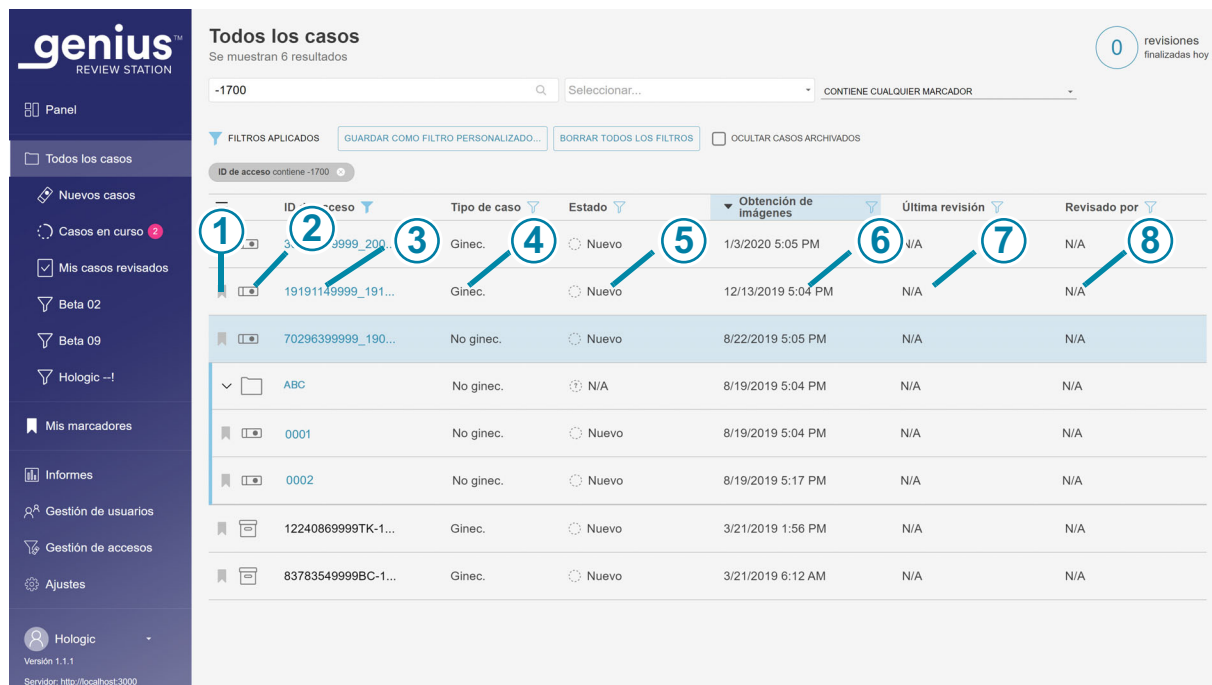 genius™
REVIEW STATION
Panel
Todos los casos
Nuevos casos
Casos en curso 2
Mis casos revisados
Beta 02
Beta 09
Hologic --!
Mis marcadores
Informes
Gestión de usuarios
Gestión de accesos
Ajustes
Hologic
Versión 1.1.1
Servidor: http://localhost:3000
Todos los casos
Se muestran 6 resultados
0 revisiones
finalizadas hoy
-1700 Seleccionar... CONTIENE CUALQUIER MARCADOR
FILTROS APLICADOS GUARDAR COMO FILTRO PERSONALIZADO... BORRAR TODOS LOS FILTROS OCULTAR CASOS ARCHIVADOS
ID de acceso contiene -1700
Tipo de caso Estado Obtención de imágenes Última revisión Revisado por
1 2 3 4 5 6 7 8
9999_200... Ginec. Nuevo 1/3/2020 5:05 PM N/A N/A
19191149999_191... Ginec. Nuevo 12/13/2019 5:04 PM N/A N/A
70296399999_190... No ginec. Nuevo 8/22/2019 5:05 PM N/A N/A
ABC No ginec. N/A 8/19/2019 5:04 PM N/A N/A
0001 No ginec. Nuevo 8/19/2019 5:04 PM N/A N/A
0002 No ginec. Nuevo 8/19/2019 5:17 PM N/A N/A
12240869999TK-1... Ginec. Nuevo 3/21/2019 1:56 PM N/A N/A
83783549999BC-1... Ginec. Nuevo 3/21/2019 6:12 AM N/A N/A